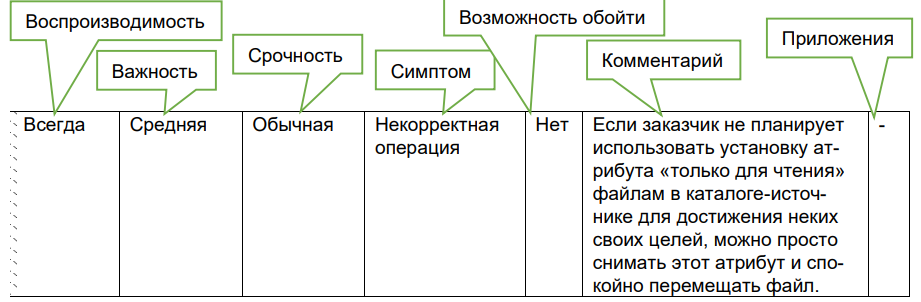 Воспроизводимость
Возможность обойти
Важность
Срочность
Симптом
Комментарий
Приложения
Всегда
Средняя
Обычная
Некорректная
операция
Нет
Если заказчик не планирует
использовать установку ат-
рибута «только для чтения»
файлам в каталоге-источ-
нике для достижения неких
своих целей, можно просто
снимать этот атрибут и спо-
койно перемещать файл.
-